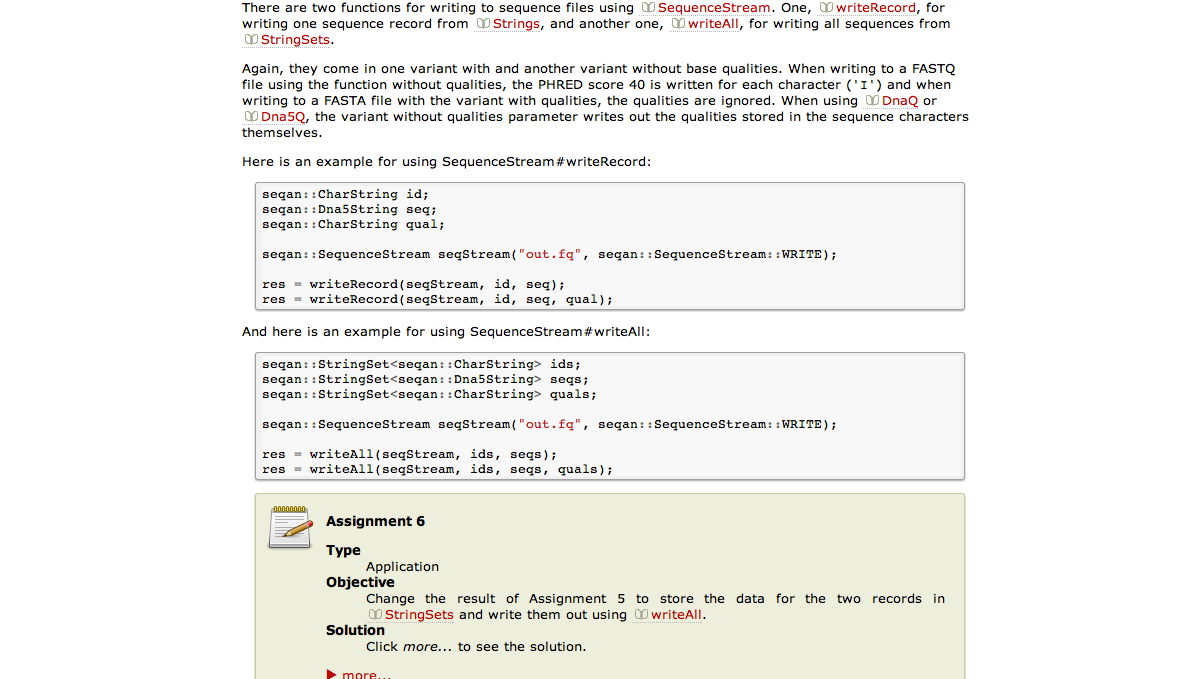 There are two functions for writing to sequence files using SequenceStream. One, writeRecord, for
writing one sequence record from Strings, and another one, writeAll, for writing all sequences from
StringSets.
Again, they come in one variant with and another variant without base qualities. When writing to a FASTQ
file using the function without qualities, the PHRED score 40 is written for each character ('I') and when
writing to a FASTA file with the variant with qualities, the qualities are ignored. When using DnaQ or
Dna5Q, the variant without qualities parameter writes out the qualities stored in the sequence characters
themselves.
Here is an example for using SequenceStream#writeRecord:
seqan::CharString id;
seqan::Dna5String seq;
seqan::CharString qual;
seqan::SequenceStream seqStream("out.fq", seqan::SequenceStream::WRITE);
res = writeRecord(seqStream, id, seq);
res = writeRecord(seqStream, id, seq, qual);
And here is an example for using SequenceStream#writeAll:
seqan::StringSet<seqan::CharString> ids;
seqan::StringSet<seqan::Dna5String> seqs;
seqan::StringSet<seqan::CharString> quals;
seqan::SequenceStream seqStream("out.fq", seqan::SequenceStream::WRITE);
res = writeAll(seqStream, ids, seqs);
res = writeAll(seqStream, ids, seqs, quals);
Assignment 6
Type
Application
Objective
Change the result of Assignment 5 to store the data for the two records in
StringSets and write them out using writeAll.
Solution
Click more... to see the solution.
more...